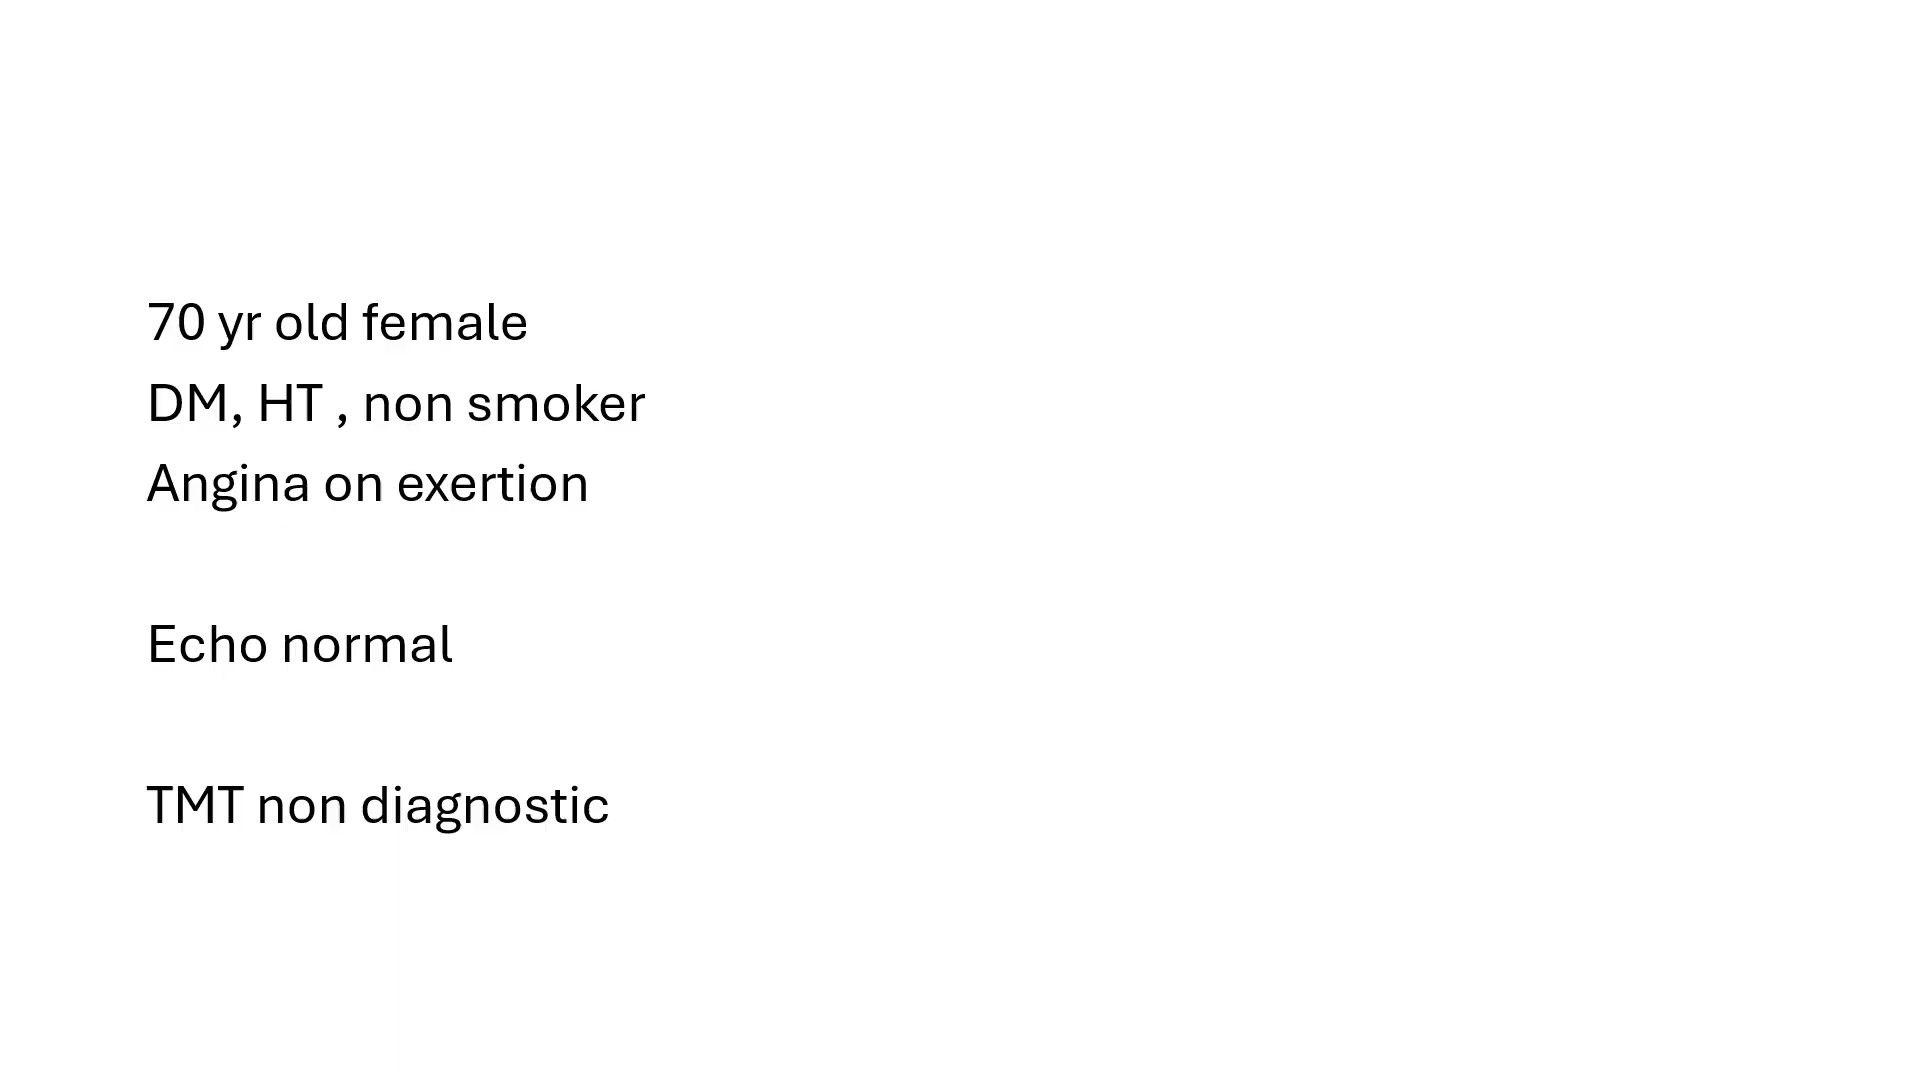 70 yr old female
DM, HT , non smoker
Angina on exertion
Echo normal
TMT non diagnostic